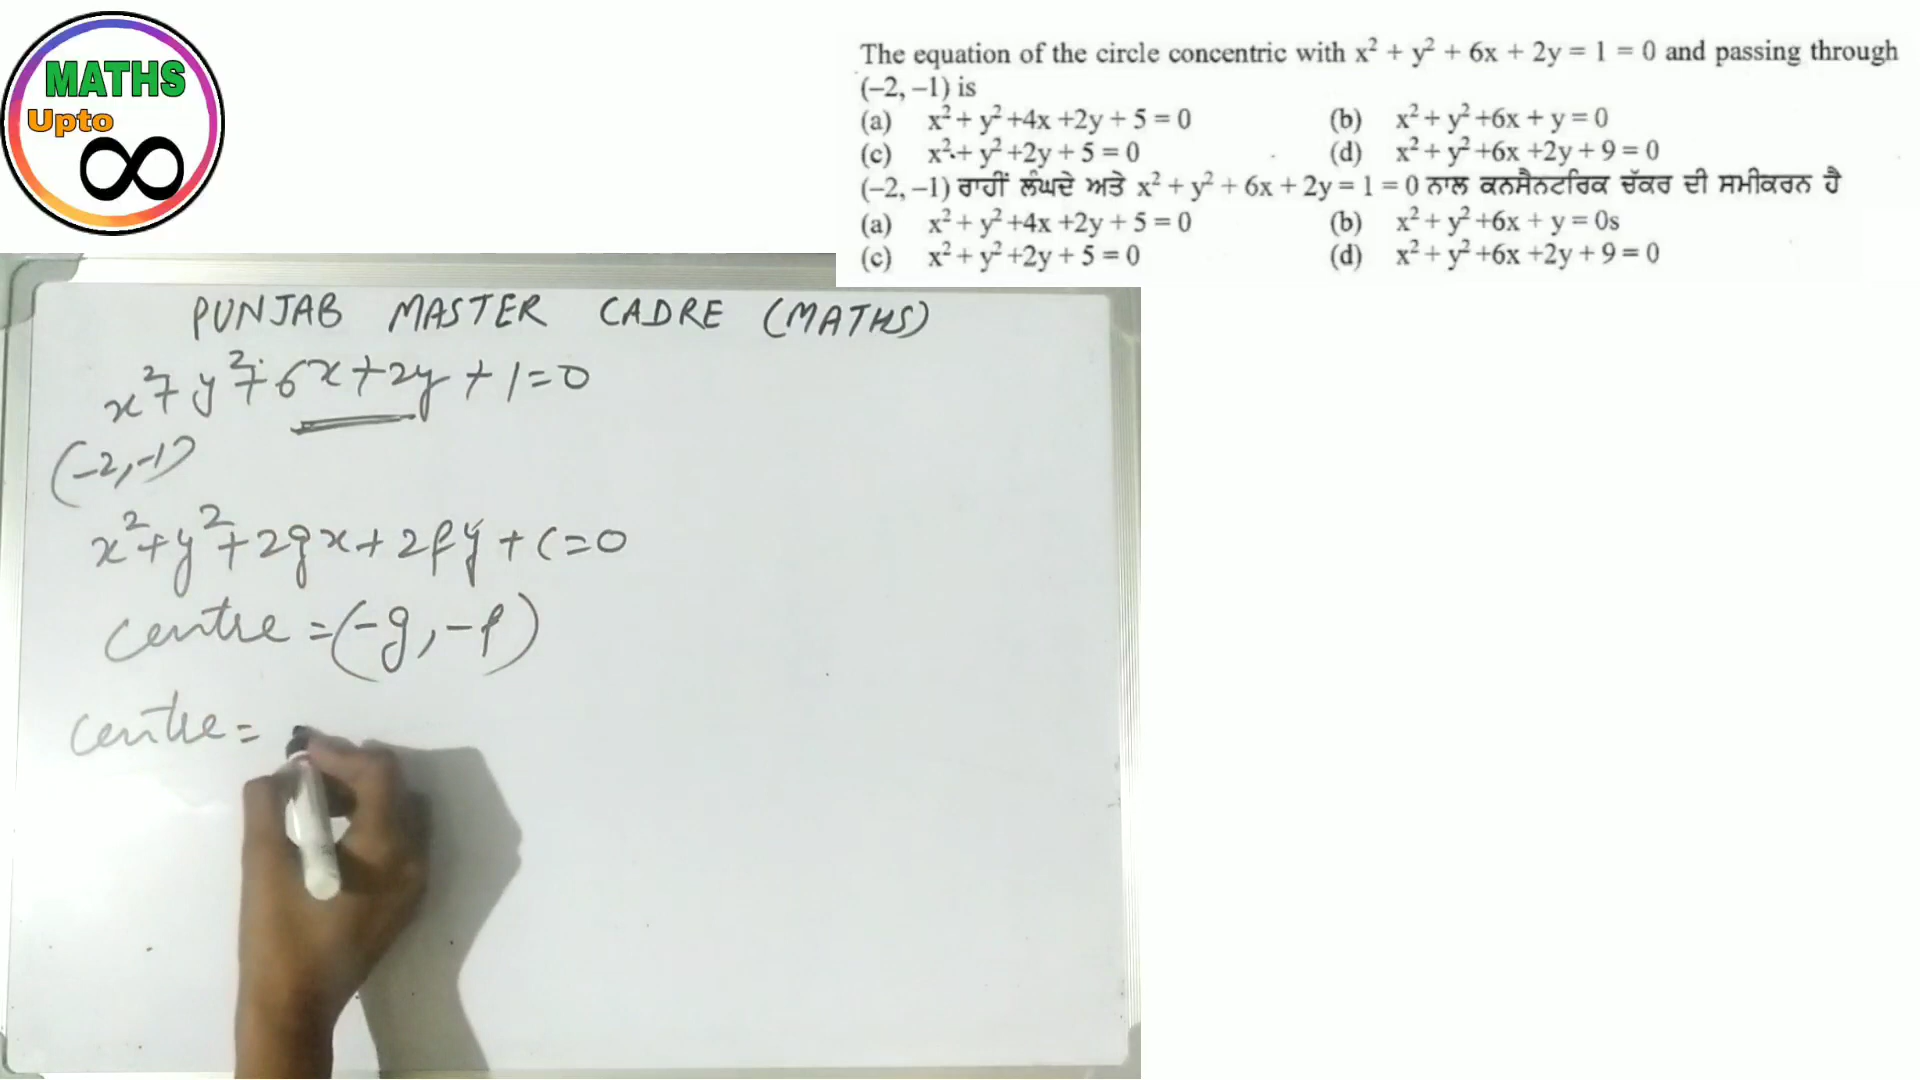 MATHS
Upto
∞
The equation of the circle concentric with x² + y² + 6x + 2y = 1 = 0 and passing through
(–2, –1) is
(a) x² + y² +4x +2y + 5 = 0 (b) x² + y² +6x + y = 0
(c) x² + y² +2y + 5 = 0 (d) x² + y² +6x +2y + 9 = 0
(–2, –1) ਰਾਹੀਂ ਲੰਘਦੇ ਅਤੇ x² + y² + 6x + 2y = 1 = 0 ਨਾਲ ਕਨਸੈਨਟਰਿਕ ਚੱਕਰ ਦੀ ਸਮੀਕਰਨ ਹੈ
(a) x² + y² +4x +2y + 5 = 0 (b) x² + y² +6x + y = 0s
(c) x² + y² +2y + 5 = 0 (d) x² + y² +6x +2y + 9 = 0
PUNJAB MASTER CADRE (MATHS)
x² + y² + 6x + 2y + 1 = 0
(-2, -1)
x² + y² + 2gx + 2fy + c = 0
centre = (-g, -f)
centre =